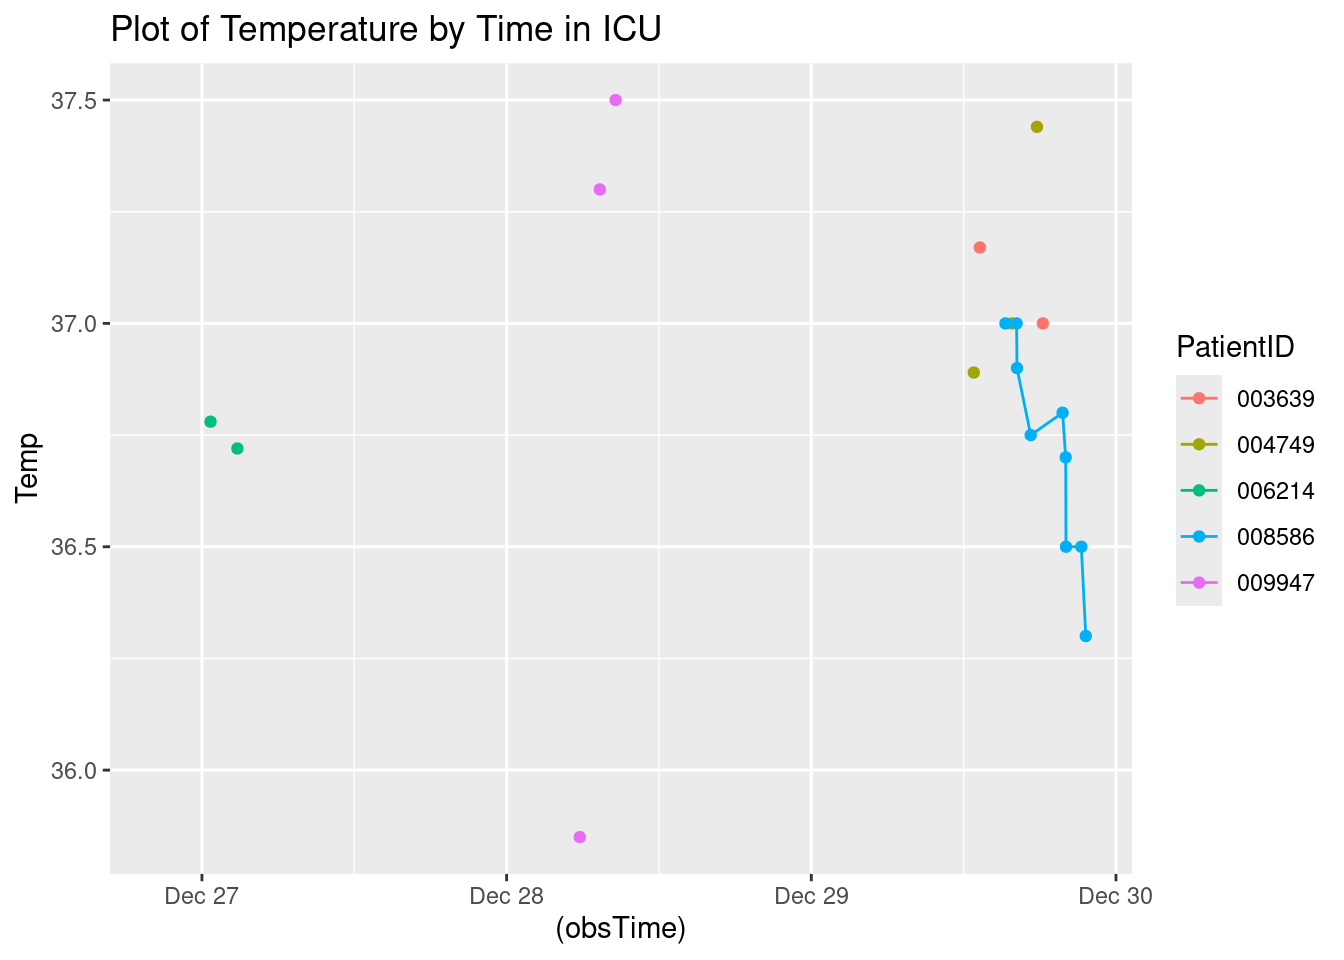 Plot of Temperature by Time in ICU
37.5
37.0
36.5
36.0
Temp
Dec 27
Dec 28
Dec 29
Dec 30
(obsTime)
PatientID
003639
004749
006214
008586
009947